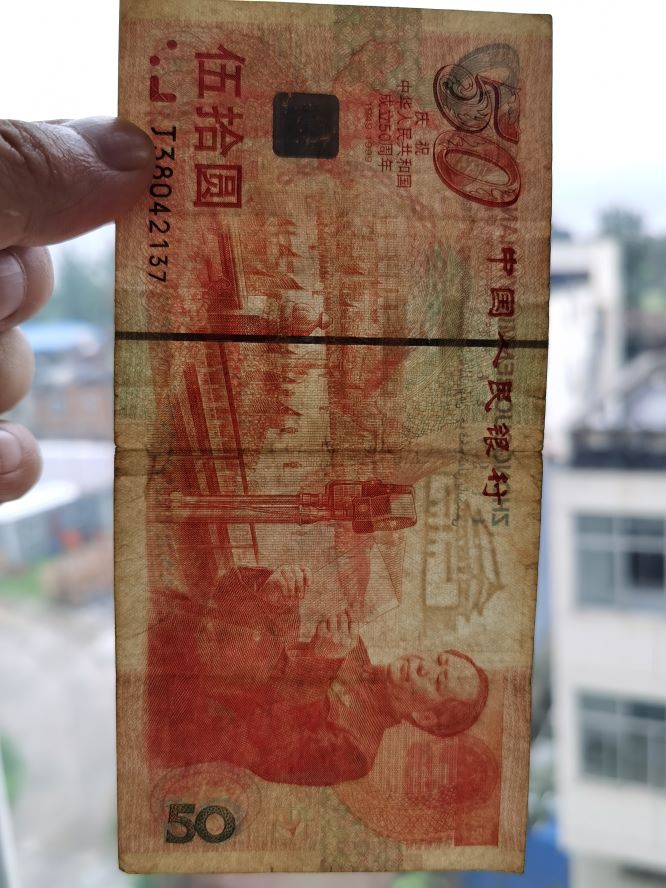 中国人民银行
50
庆祝
中华人民共和国
成立50周年
1949-1999
伍拾圆
J38042137
50